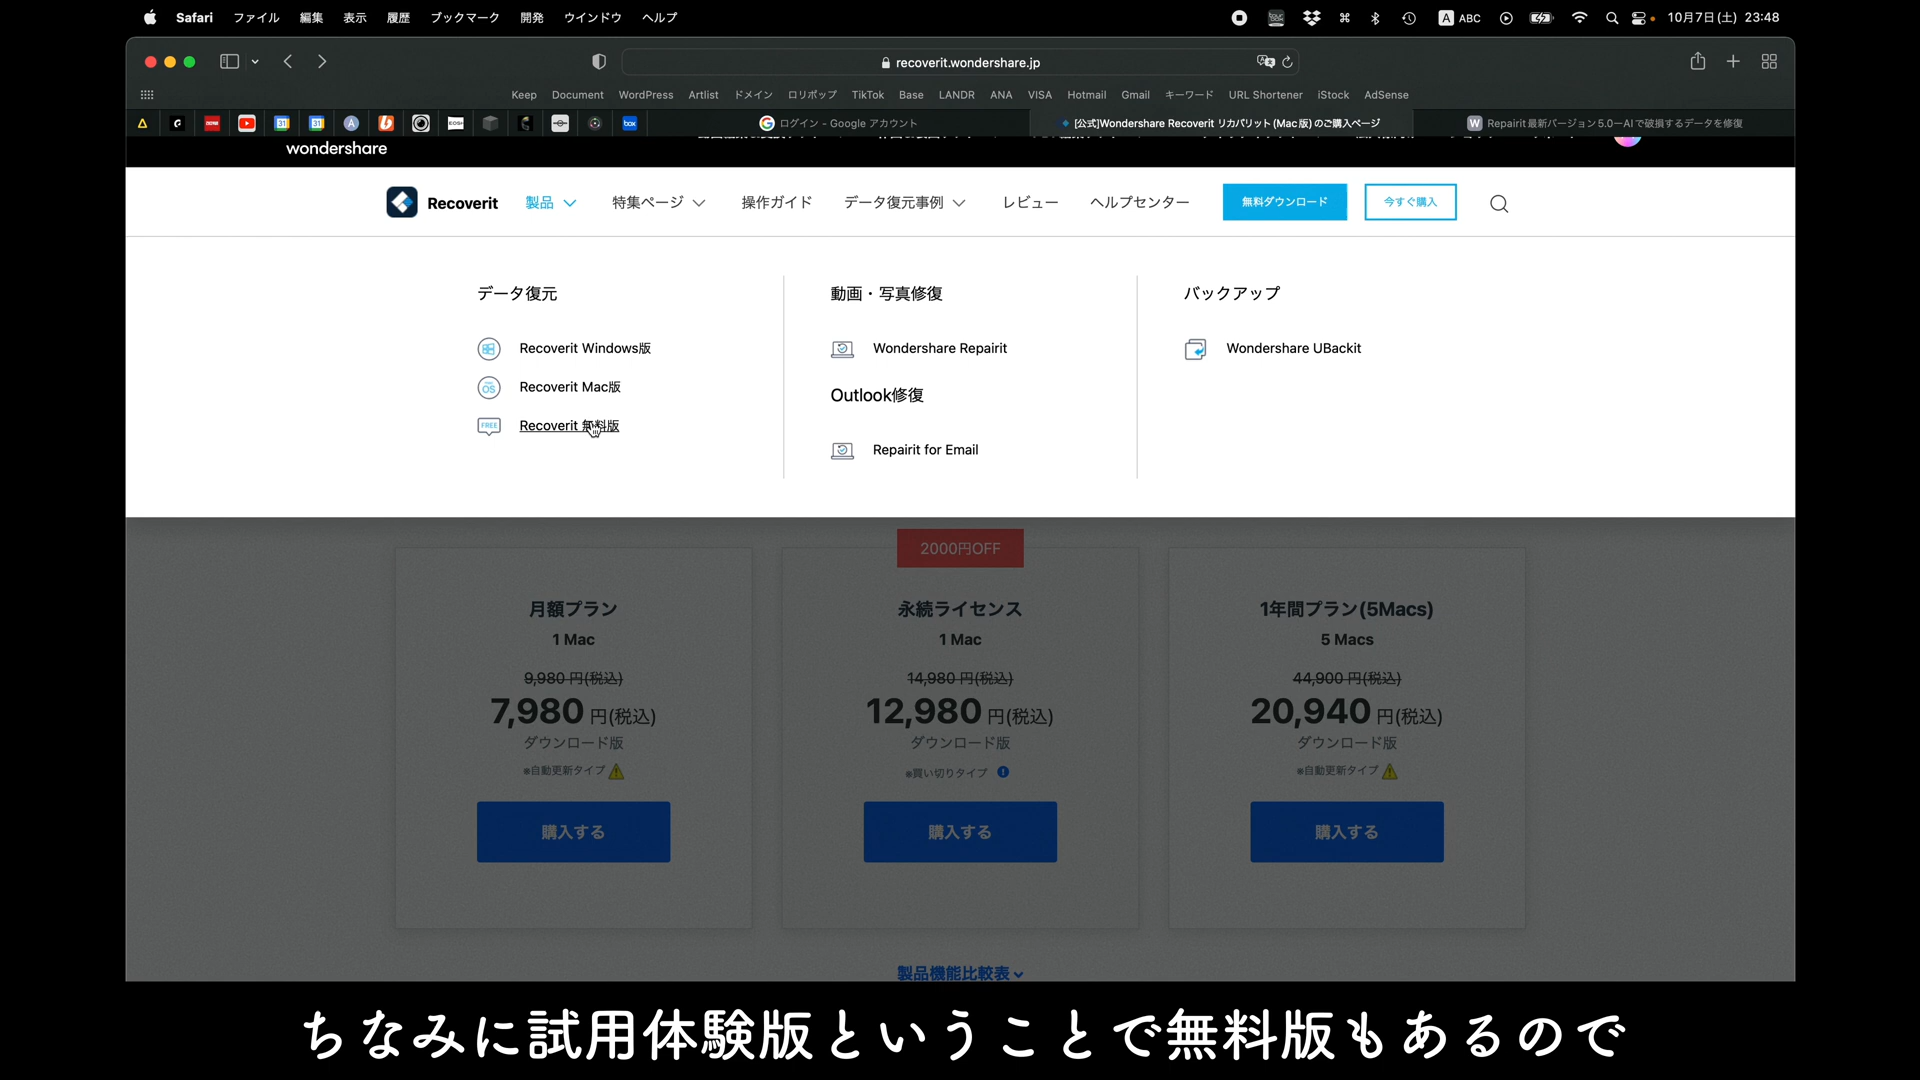 Safari ファイル 編集 表示 履歴 ブックマーク 開発 ウインドウ ヘルプ
A ABC 10月7日(土) 23:48
recoverit.wondershare.jp
Keep Document WordPress Artlist ドメイン ロリポップ TikTok Base LANDR ANA VISA Hotmail Gmail キーワード URL Shortener iStock AdSense
ログイン - Google アカウント
[公式]Wondershare Recoverit リカバリット(Mac版)のご購入ページ
Repairit最新バージョン5.0ーAIで破損するデータを修復
wondershare
Recoverit 製品 特集ページ 操作ガイド データ復元事例 レビュー ヘルプセンター 無料ダウンロード 今すぐ購入
データ復元
Recoverit Windows版
Recoverit Mac版
FREE Recoverit 無料版
動画・写真修復
Wondershare Repairit
Outlook修復
Repairit for Email
バックアップ
Wondershare UBackit
月額プラン
1 Mac
9,980 円(税込)
7,980 円(税込)
ダウンロード版
※自動更新タイプ
購入する
2000円OFF
永続ライセンス
1 Mac
14,980 円(税込)
12,980 円(税込)
ダウンロード版
※買い切りタイプ
購入する
1年間プラン(5Macs)
5 Macs
44,900 円(税込)
20,940 円(税込)
ダウンロード版
※自動更新タイプ
購入する
製品機能比較表
ちなみに試用体験版ということで無料版もあるので